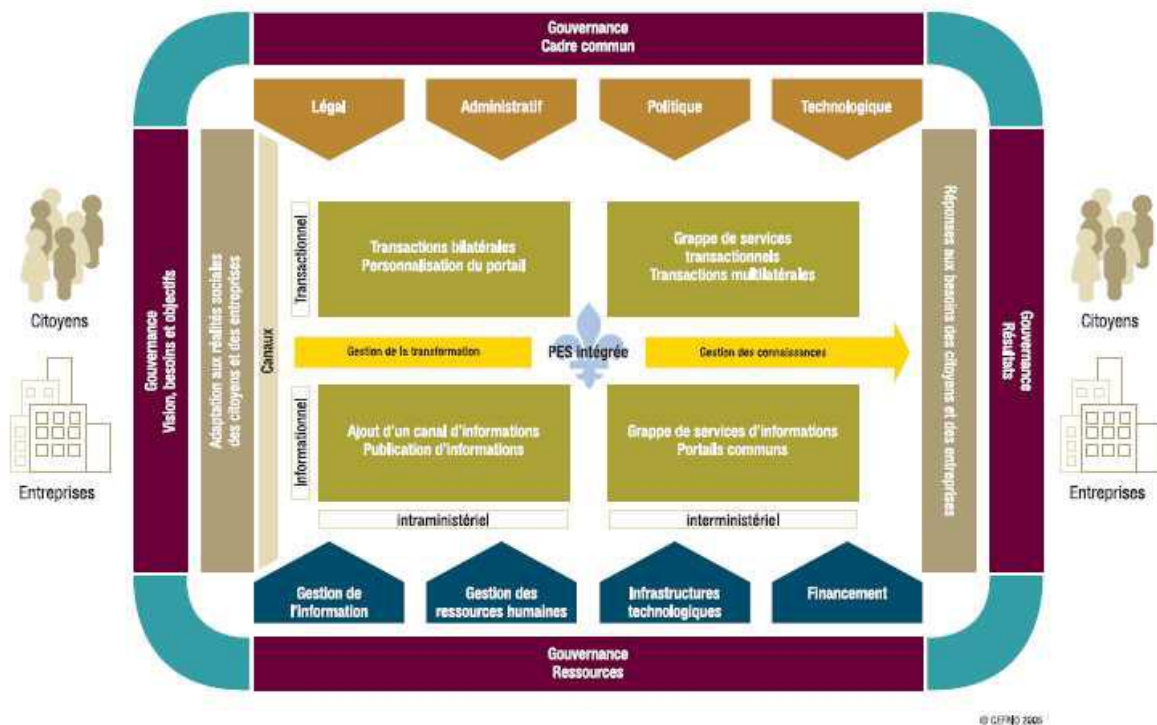 Gouvernance
Cadre commun
Légal
Administratif
Politique
Technologique
Citoyens
Entreprises
Gouvernance
Vision, besoins et objectifs
Adaptation aux réalités sociales
des citoyens et des entreprises
Canaux
Transactionnel
Transactions bilatérales
Personnalisation du portail
Grappe de services
transactionnels
Transactions multilatérales
Gestion de la transformation
PES intégrée
Gestion des connaissances
Informationnel
Ajout d'un canal d'informations
Publication d'informations
Grappe de services d'informations
Portails communs
intraministériel
interministériel
Réponses aux besoins des citoyens et des entreprises
Gouvernance
Résultats
Citoyens
Entreprises
Gestion de
l'information
Gestion des
ressources humaines
Infrastructures
technologiques
Financement
Gouvernance
Ressources